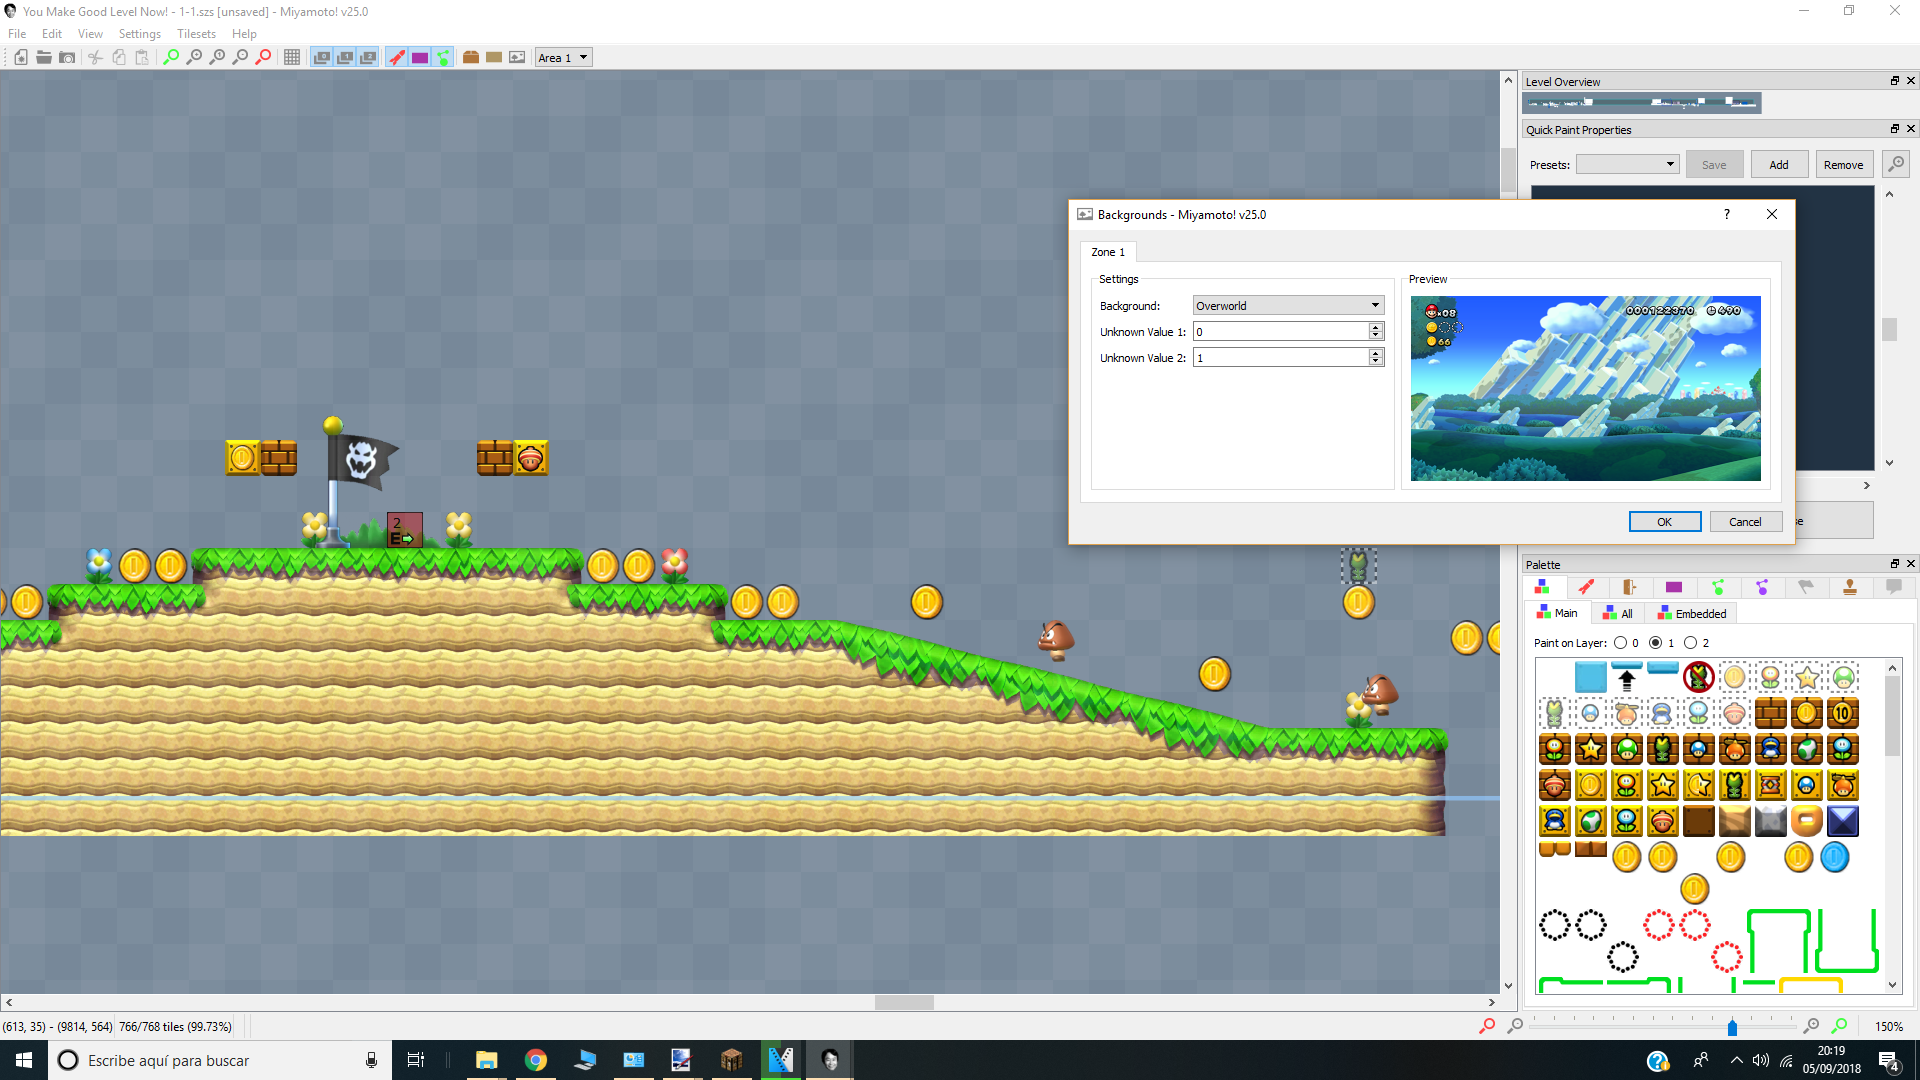 You Make Good Level Now! - 1-1.szs [unsaved] - Miyamoto! v25.0
File Edit View Settings Tilesets Help
0 1 2 Area 1
Level Overview
Quick Paint Properties
Presets: Save Add Remove
Backgrounds - Miyamoto! v25.0 ?
Zone 1
Settings
Background: Overworld
Unknown Value 1: 0
Unknown Value 2: 1
Preview
×08
000122370 490
66
OK Cancel
se
2
E
Palette
Main All Embedded
Paint on Layer: 0 1 2
10
(613, 35) - (9814, 564) 766/768 tiles (99.73%)
150%
Escribe aquí para buscar
20:19
05/09/2018
4